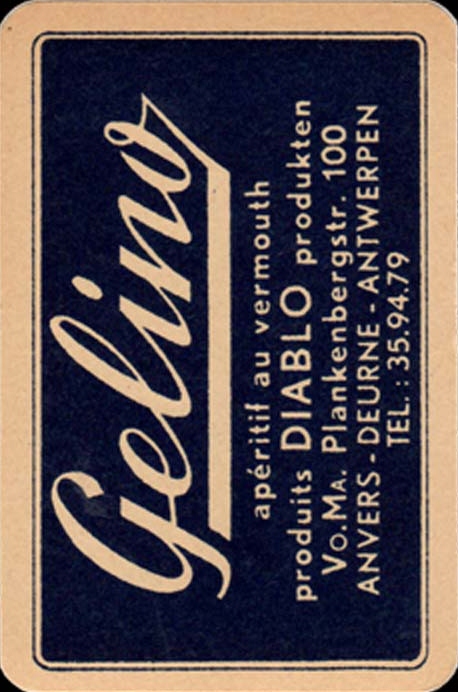 Gelino
apéritif au vermouth
produits DIABLO produkten
Vo.Ma. Plankenbergstr. 100
ANVERS - DEURNE - ANTWERPEN
TEL. : 35.94.79